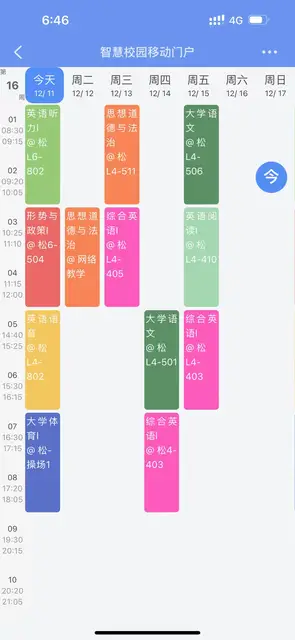 6:46
4G
智慧校园移动门户
第
16
周
今天
12/ 11
周二
12/ 12
周三
12/ 13
周四
12/ 14
周五
12/ 15
周六
12/ 16
周日
12/ 17
01
08:30
09:15
02
09:20
10:05
03
10:25
11:10
04
11:15
12:00
05
14:40
15:25
06
15:30
16:15
07
16:30
17:15
08
17:20
18:05
09
19:30
20:15
10
20:20
21:05
英语听
力I
@ 松
L6-
802
形势与
政策I
@ 松6-
504
英语语
音
@ 松
L4-
802
大学体
育I
@ 松-
操场1
思想道
德与法
治
@ 网络
教学
思想道
德与法
治
@ 松
L4-511
综合英
语I
@ 松
L4-
405
大学语
文
@ 松
L4-501
综合英
语I
@ 松4-
403
大学语
文
@ 松
L4-
506
英语阅
读I
@ 松
L4-410
综合英
语I
@ 松
L4-
403
今